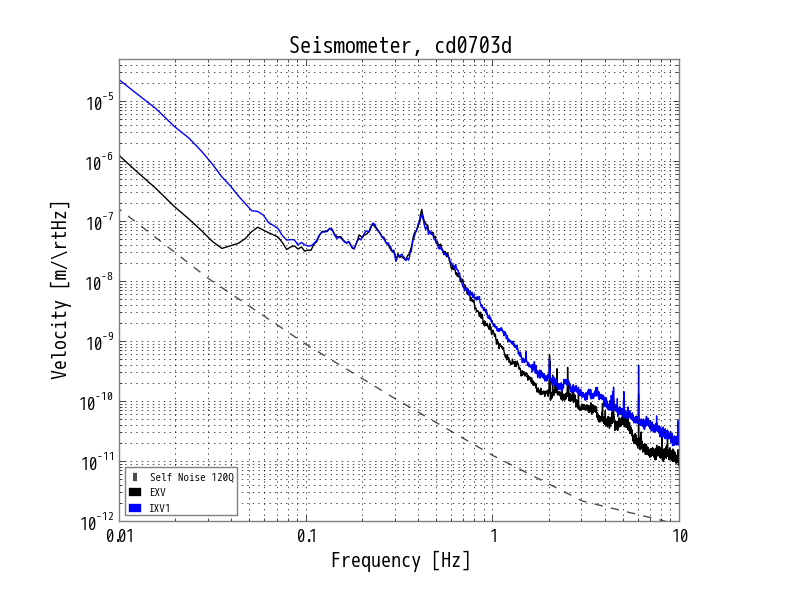 Seismometer, cd0703d
Velocity [m/\rtHz]
10^-5
10^-6
10^-7
10^-8
10^-9
10^-10
10^-11
10^-12
Self Noise 120Q
EXV
IXV1
0.01 0.1 1 10
Frequency [Hz]